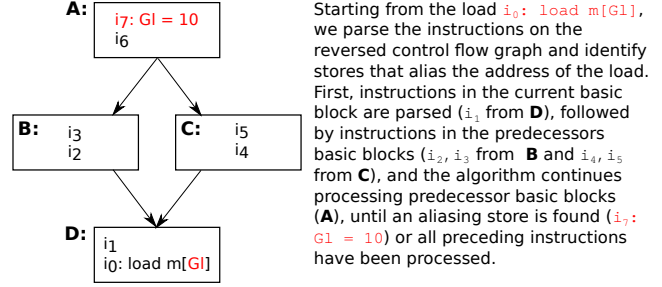 A:
i7: Gl = 10
i6
B:
i3
i2
C:
i5
i4
D:
i1
i0: load m[Gl]
Starting from the load i0: load m[Gl],
we parse the instructions on the
reversed control flow graph and identify
stores that alias the address of the load.
First, instructions in the current basic
block are parsed (i1 from D), followed
by instructions in the predecessors
basic blocks (i2, i3 from B and i4, i5
from C), and the algorithm continues
processing predecessor basic blocks
(A), until an aliasing store is found (i7:
Gl = 10) or all preceding instructions
have been processed.